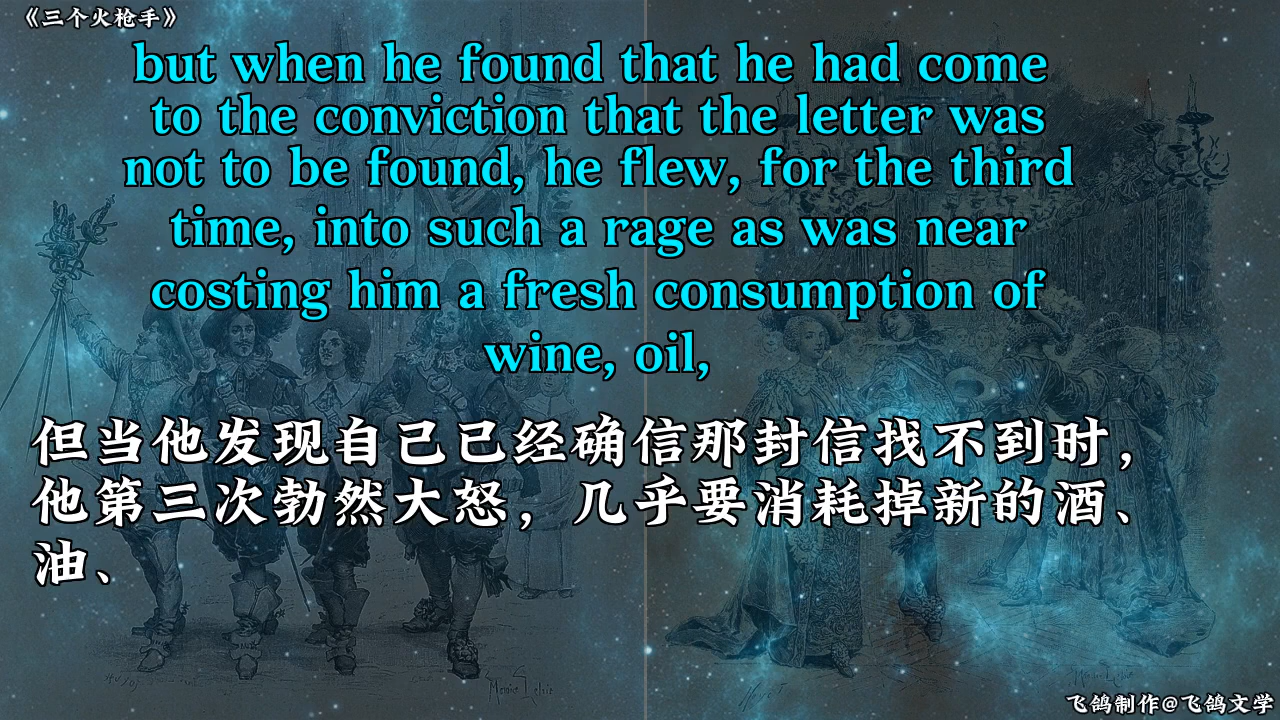 《三个火枪手》
but when he found that he had come
to the conviction that the letter was
not to be found, he flew, for the third
time, into such a rage as was near
costing him a fresh consumption of
wine, oil,
但当他发现自己已经确信那封信找不到时，
他第三次勃然大怒，几乎要消耗掉新的酒、
油、
飞鸽制作@飞鸽文学